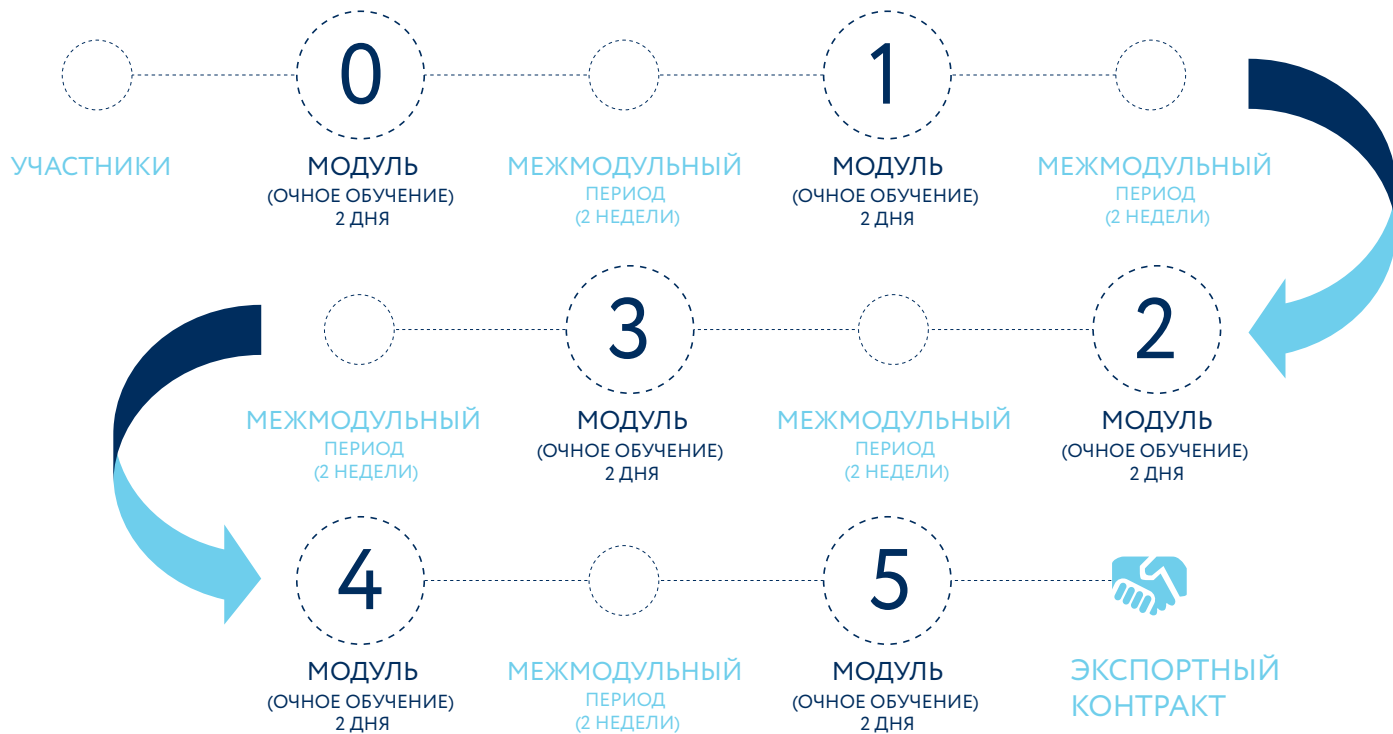 0
1
УЧАСТНИКИ
МОДУЛЬ
(ОЧНОЕ ОБУЧЕНИЕ)
2 ДНЯ
МЕЖМОДУЛЬНЫЙ
ПЕРИОД
(2 НЕДЕЛИ)
МОДУЛЬ
(ОЧНОЕ ОБУЧЕНИЕ)
2 ДНЯ
МЕЖМОДУЛЬНЫЙ
ПЕРИОД
(2 НЕДЕЛИ)
3
2
МЕЖМОДУЛЬНЫЙ
ПЕРИОД
(2 НЕДЕЛИ)
МОДУЛЬ
(ОЧНОЕ ОБУЧЕНИЕ)
2 ДНЯ
МЕЖМОДУЛЬНЫЙ
ПЕРИОД
(2 НЕДЕЛИ)
МОДУЛЬ
(ОЧНОЕ ОБУЧЕНИЕ)
2 ДНЯ
4
5
МОДУЛЬ
(ОЧНОЕ ОБУЧЕНИЕ)
2 ДНЯ
МЕЖМОДУЛЬНЫЙ
ПЕРИОД
(2 НЕДЕЛИ)
МОДУЛЬ
(ОЧНОЕ ОБУЧЕНИЕ)
2 ДНЯ
ЭКСПОРТНЫЙ
КОНТРАКТ